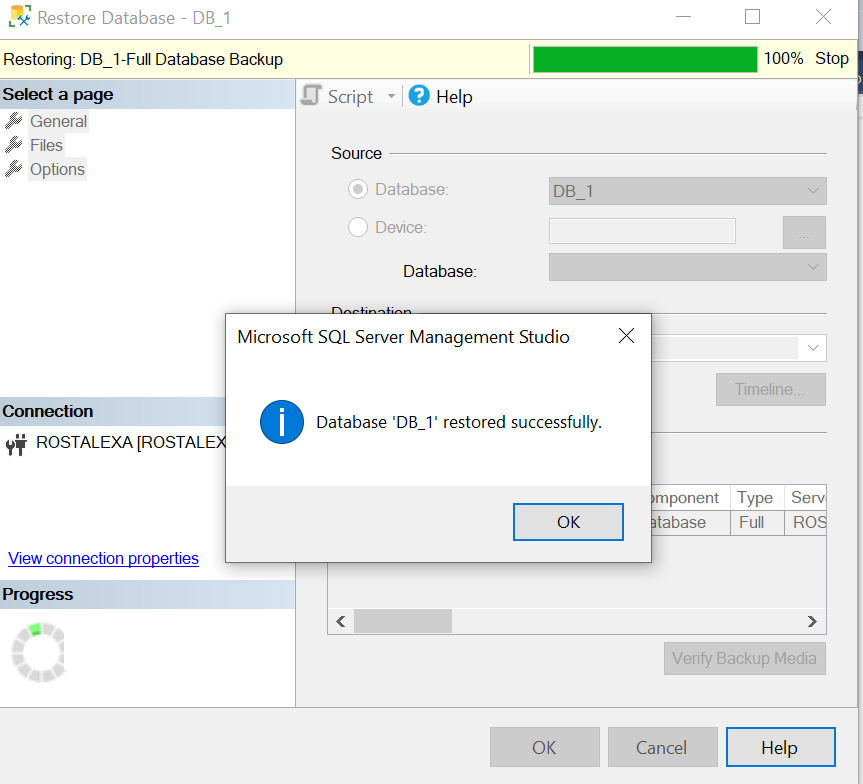 Restore Database - DB_1
Restoring: DB_1-Full Database Backup
100% Stop
Select a page
General
Files
Options
Script
Help
Source
Database:
DB_1
Device:
...
Database:
Destination
Timeline...
Microsoft SQL Server Management Studio
Database 'DB_1' restored successfully.
OK
Connection
ROSTALEXA [ROSTALEX
View connection properties
omponent Type Serv
atabase Full ROS
Progress
Verify Backup Media
OK Cancel Help